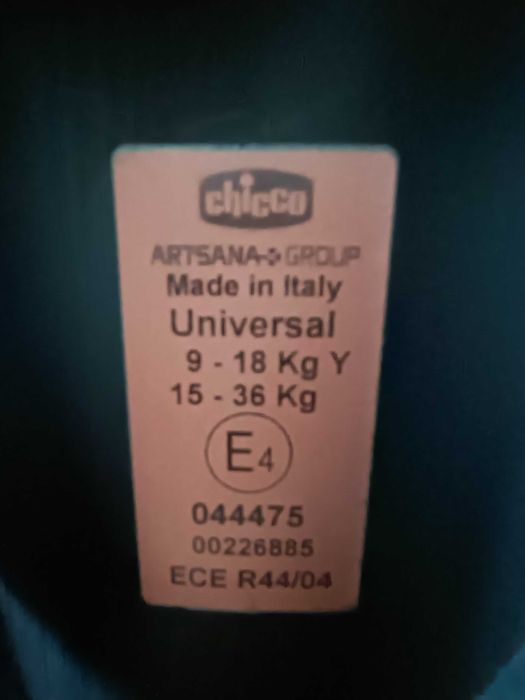 chicco
ARTSANA GROUP
Made in Italy
Universal
9 - 18 Kg Y
15 - 36 Kg
E4
044475
00226885
ECE R44/04